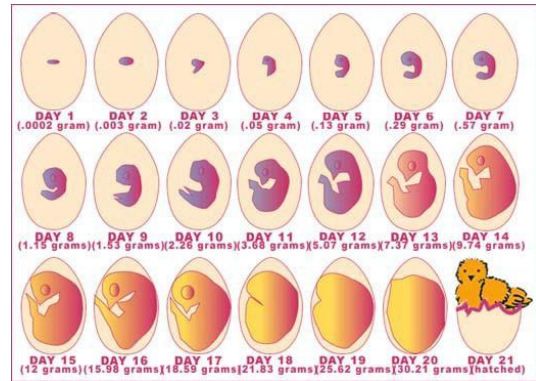 DAY 1 DAY 2 DAY 3 DAY 4 DAY 5 DAY 6 DAY 7
(.0002 gram) (.003 gram) (.02 gram) (.05 gram) (.13 gram) (.29 gram) (.57 gram)
DAY 8 DAY 9 DAY 10 DAY 11 DAY 12 DAY 13 DAY 14
(1.15 grams)(1.53 grams)(2.26 grams)(3.68 grams)(5.07 grams)(7.37 grams)(9.74 grams)
DAY 15 DAY 16 DAY 17 DAY 18 DAY 19 DAY 20 DAY 21
(12 grams)(15.98 grams)(18.59 grams)(21.83 grams)(25.62 grams)(30.21 grams)(hatched)